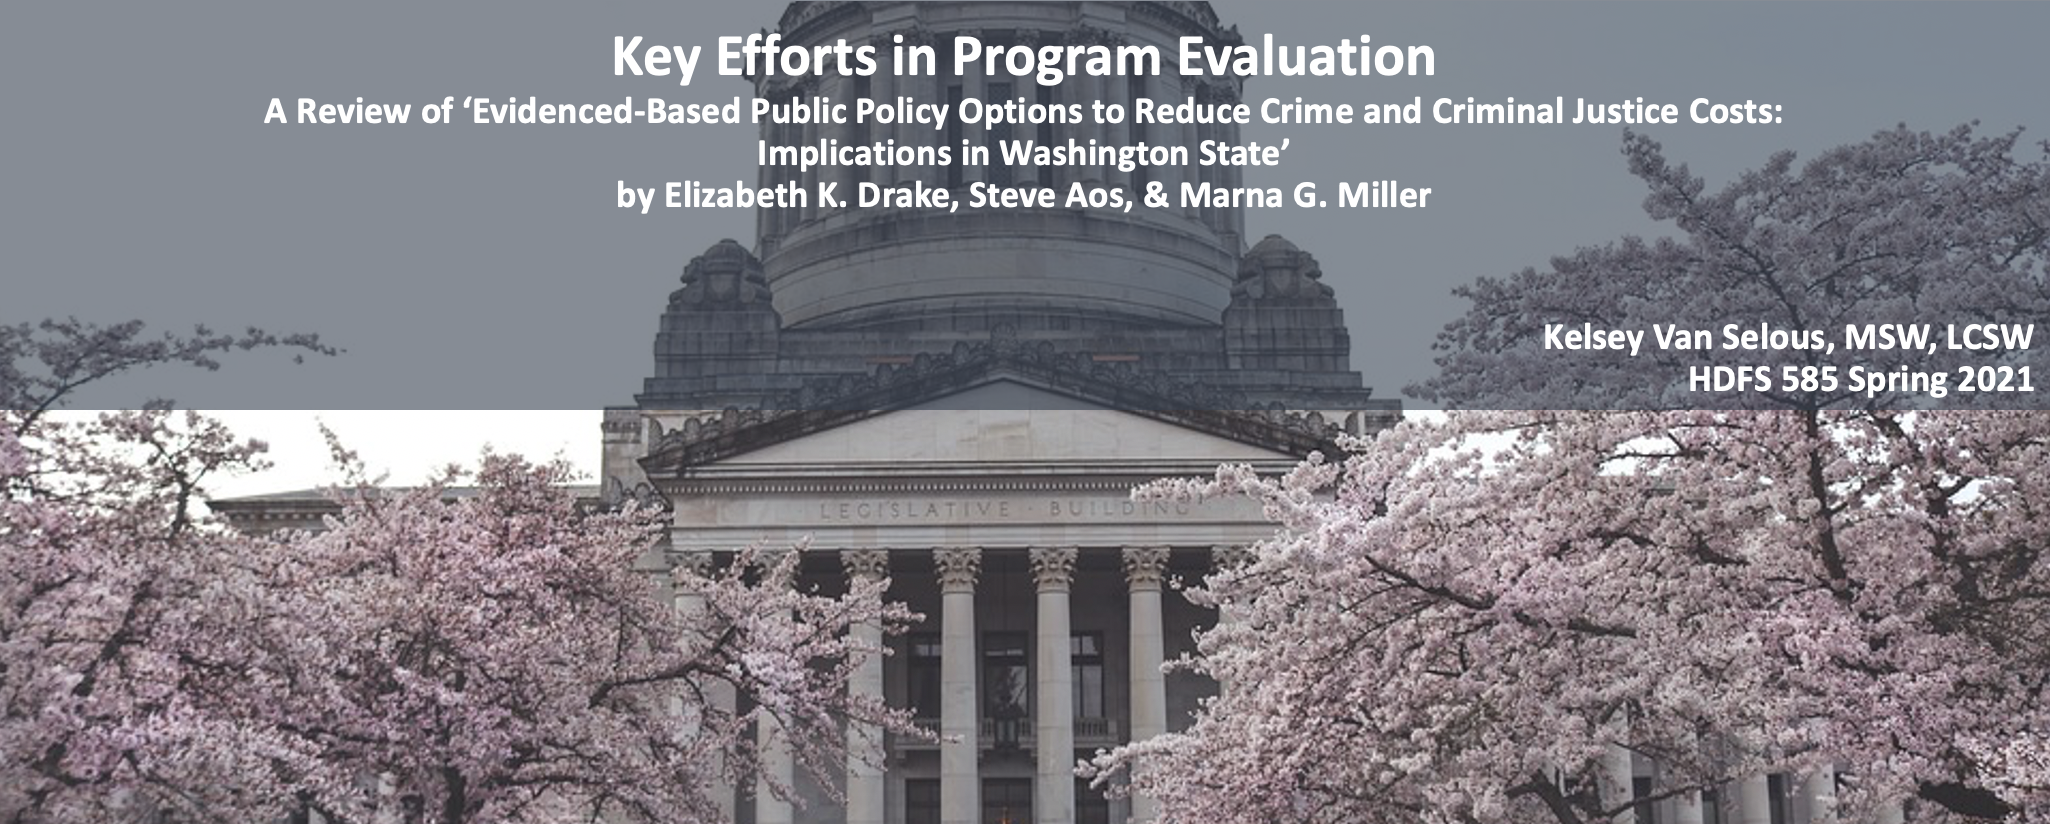 Key Efforts in Program Evaluation
A Review of ‘Evidenced-Based Public Policy Options to Reduce Crime and Criminal Justice Costs:
Implications in Washington State’
by Elizabeth K. Drake, Steve Aos, & Marna G. Miller
Kelsey Van Selous, MSW, LCSW
HDFS 585 Spring 2021
LEGISLATIVE · BUILDING